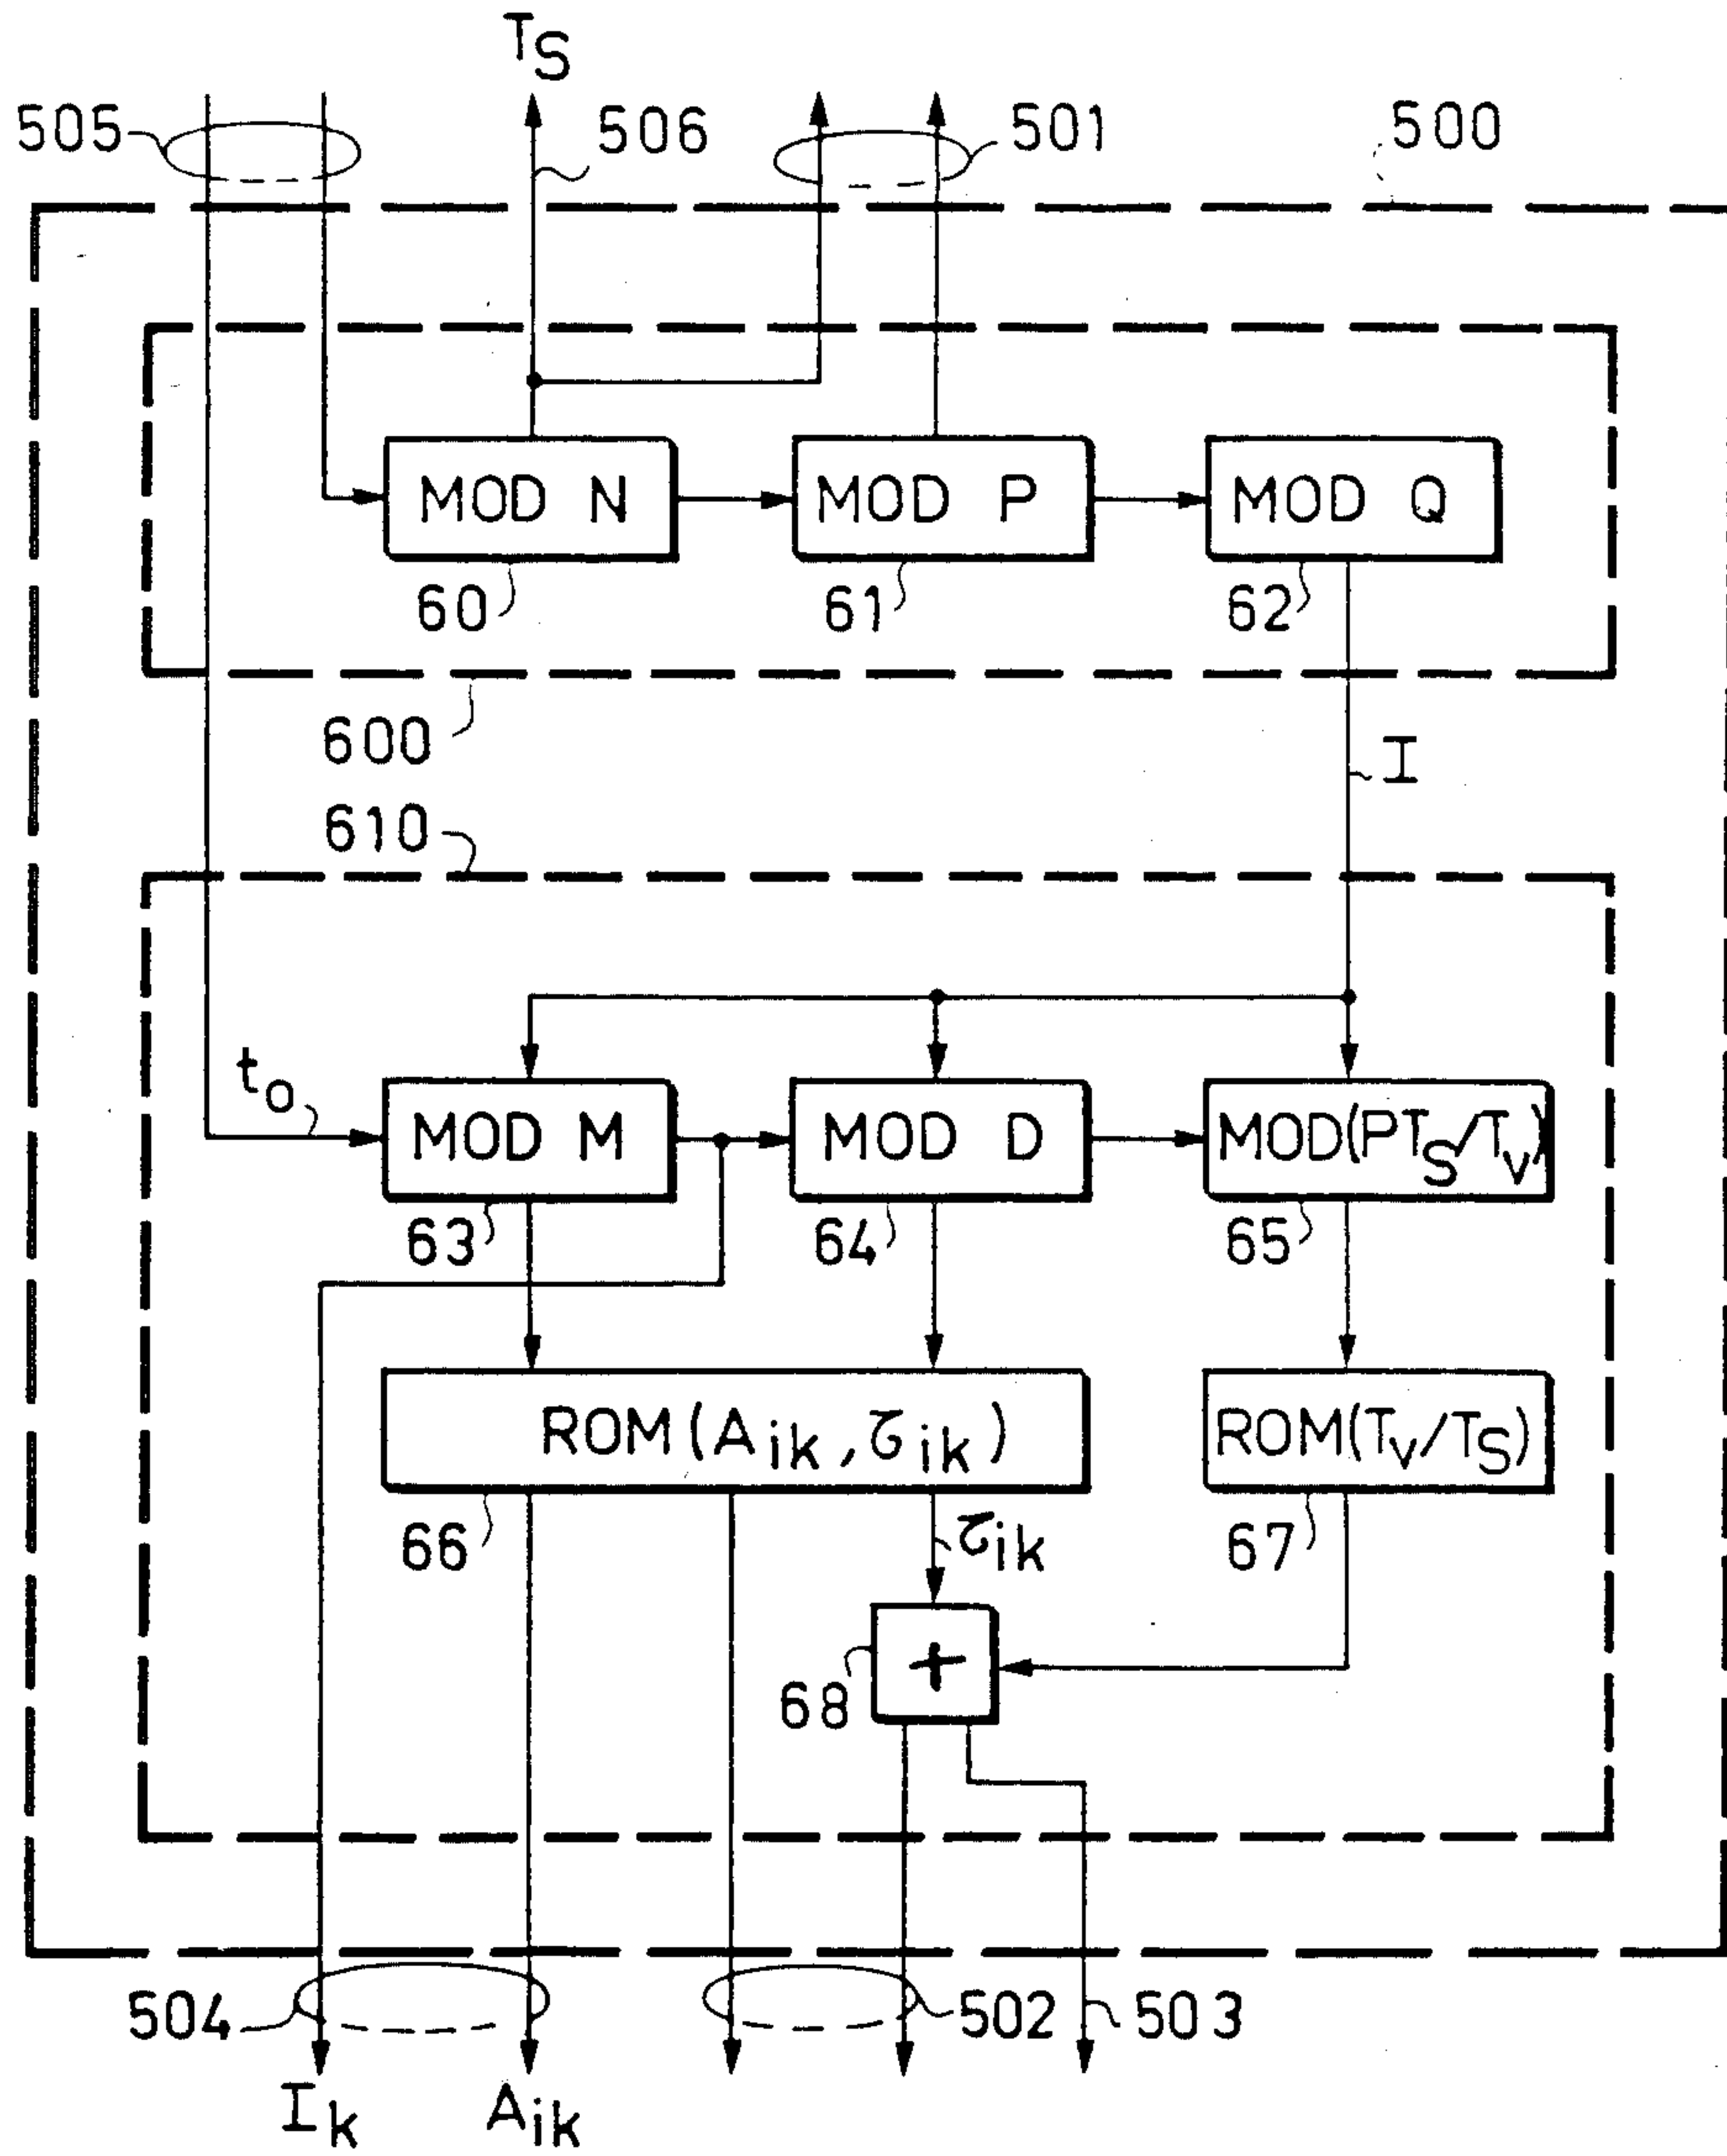 T_S
505
506
501
500
MOD N
MOD P
MOD Q
60
61
62
600
I
610
t_o
MOD M
MOD D
MOD(PT_S/T_v)
63
64
65
ROM(A_ik, τ_ik)
ROM(T_v/T_S)
66
τ_ik
67
+
68
504
502
503
I_k
A_ik